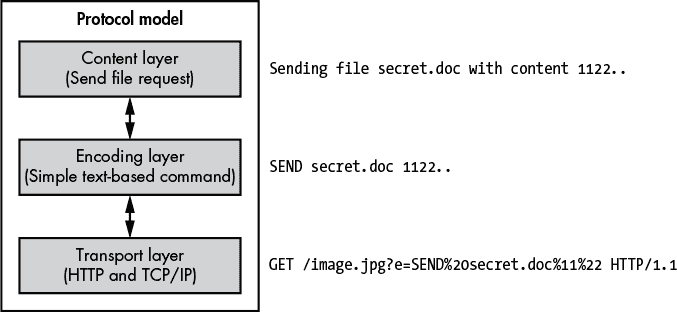 Protocol model
Content layer
(Send file request)
Sending file secret.doc with content 1122..
Encoding layer
(Simple text-based command)
SEND secret.doc 1122..
Transport layer
(HTTP and TCP/IP)
GET /image.jpg?e=SEND%20secret.doc%11%22 HTTP/1.1